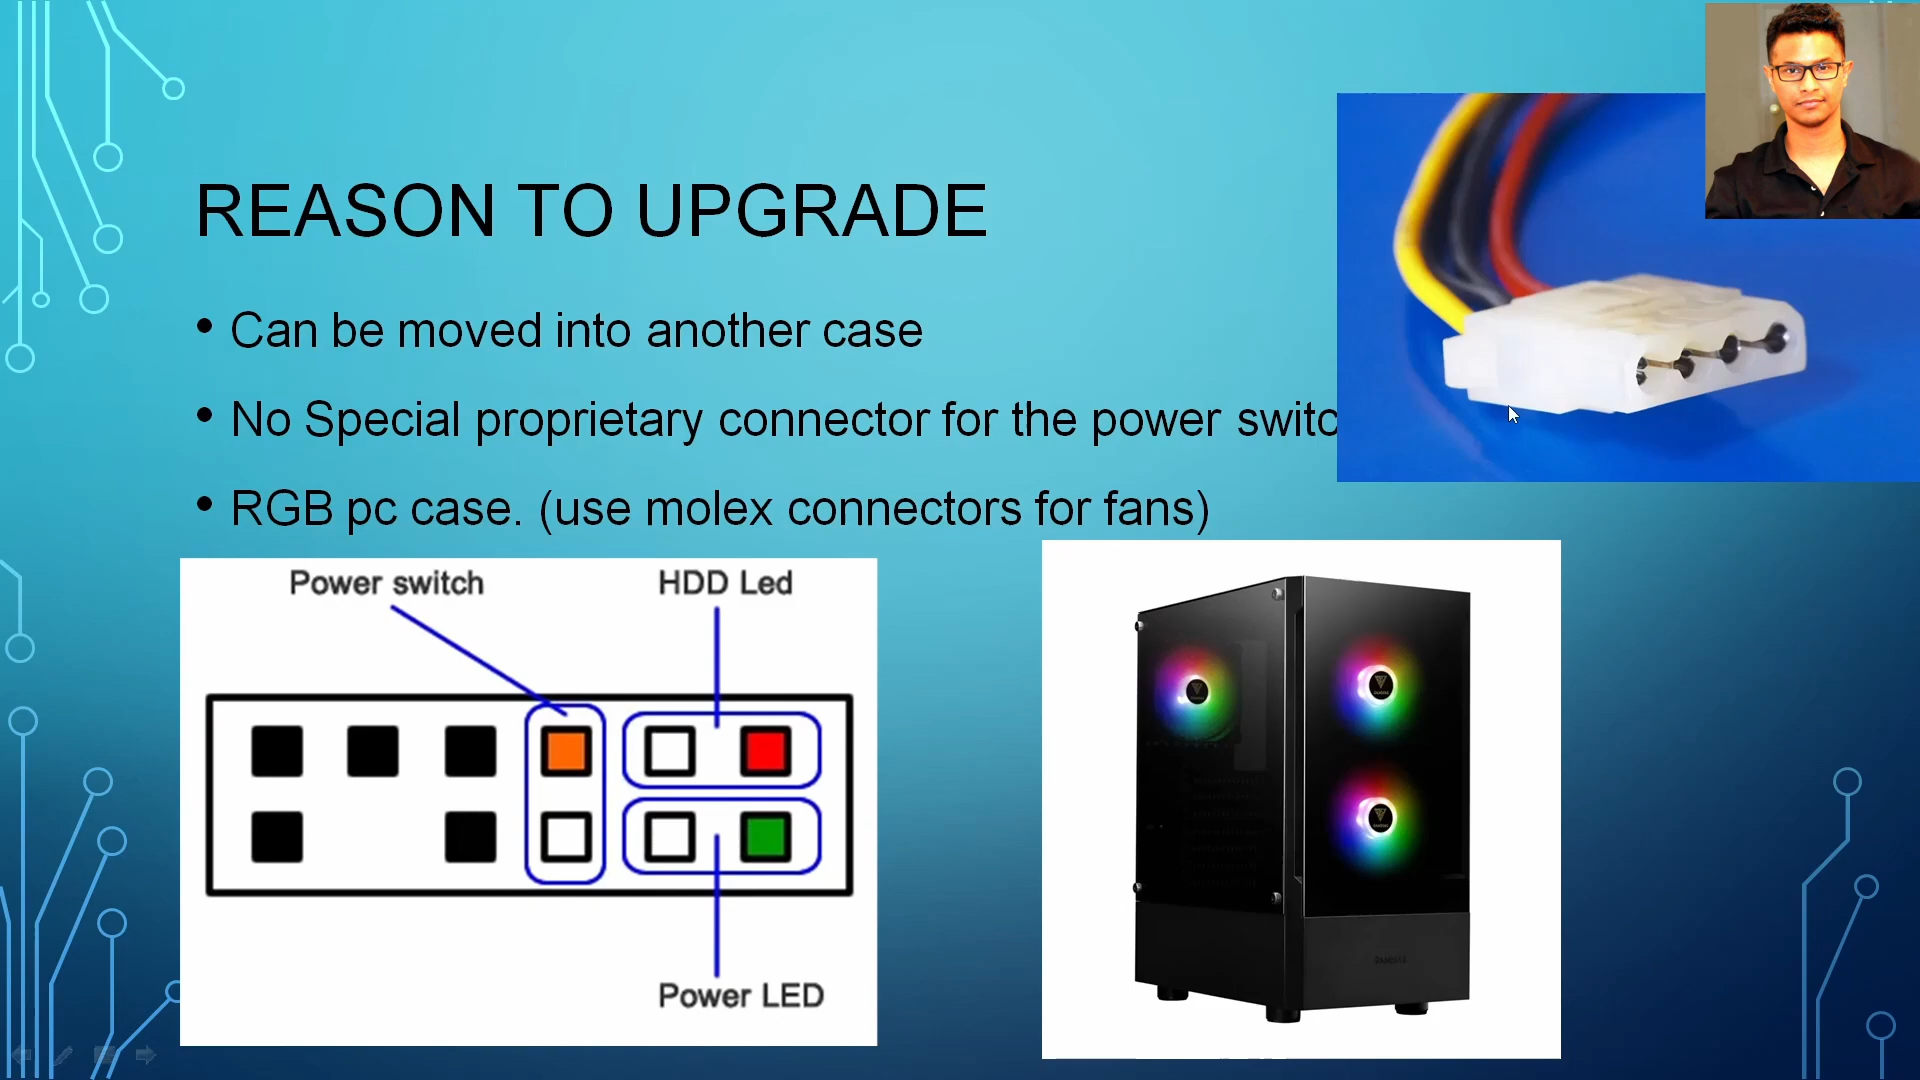 REASON TO UPGRADE
• Can be moved into another case
• No Special proprietary connector for the power switc
• RGB pc case. (use molex connectors for fans)
Power switch
HDD Led
Power LED